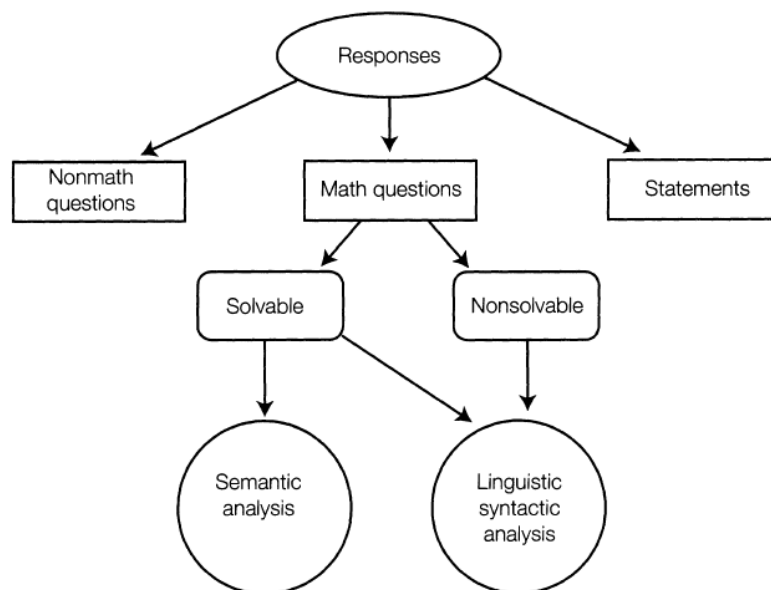 Responses
Nonmath
questions
Math questions
Statements
Solvable
Nonsolvable
Semantic
analysis
Linguistic
syntactic
analysis